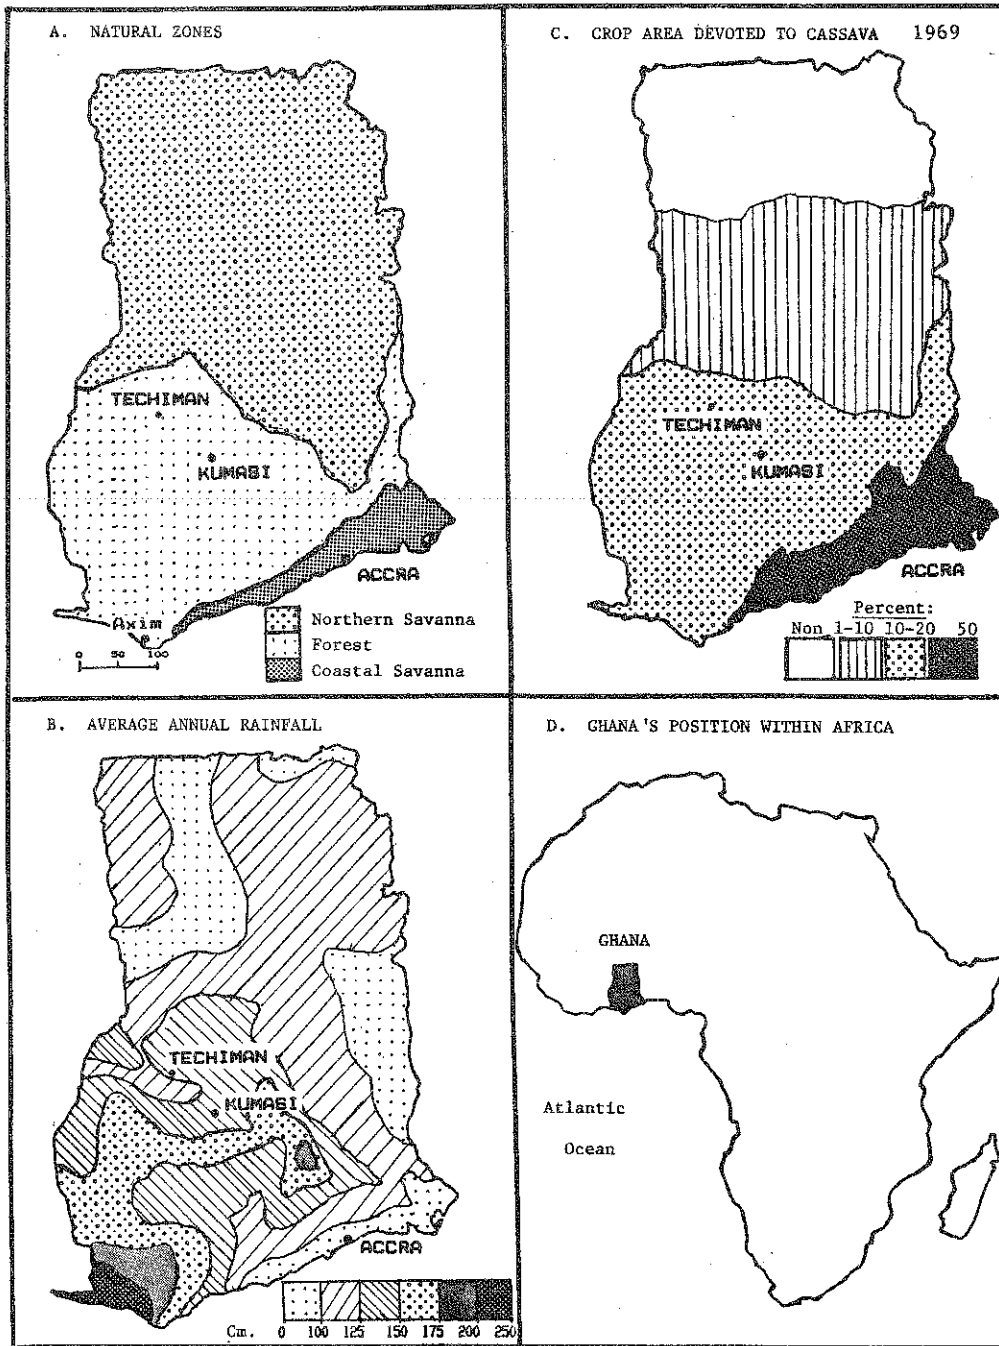 A. NATURAL ZONES
TECHIMAN
KUMASI
ACCRA
Axim
0 50 100
Northern Savanna
Forest
Coastal Savanna
C. CROP AREA DEVOTED TO CASSAVA 1969
TECHIMAN
KUMASI
ACCRA
Percent:
Non 1-10 10-20 50
B. AVERAGE ANNUAL RAINFALL
TECHIMAN
KUMASI
ACCRA
Cm. 0 100 125 150 175 200 250
D. GHANA'S POSITION WITHIN AFRICA
GHANA
Atlantic
Ocean